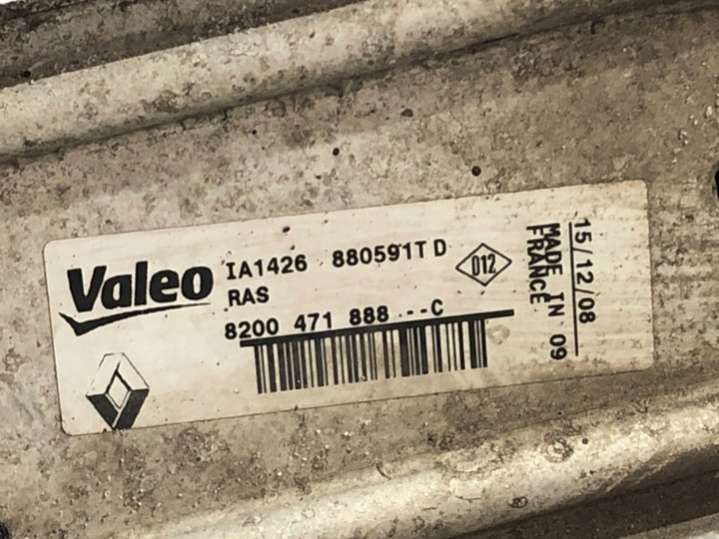 Valeo
IA1426 880591T D
RAS
8200 471 888 --C
D12
15/12/08
MADE IN 09
FRANCE